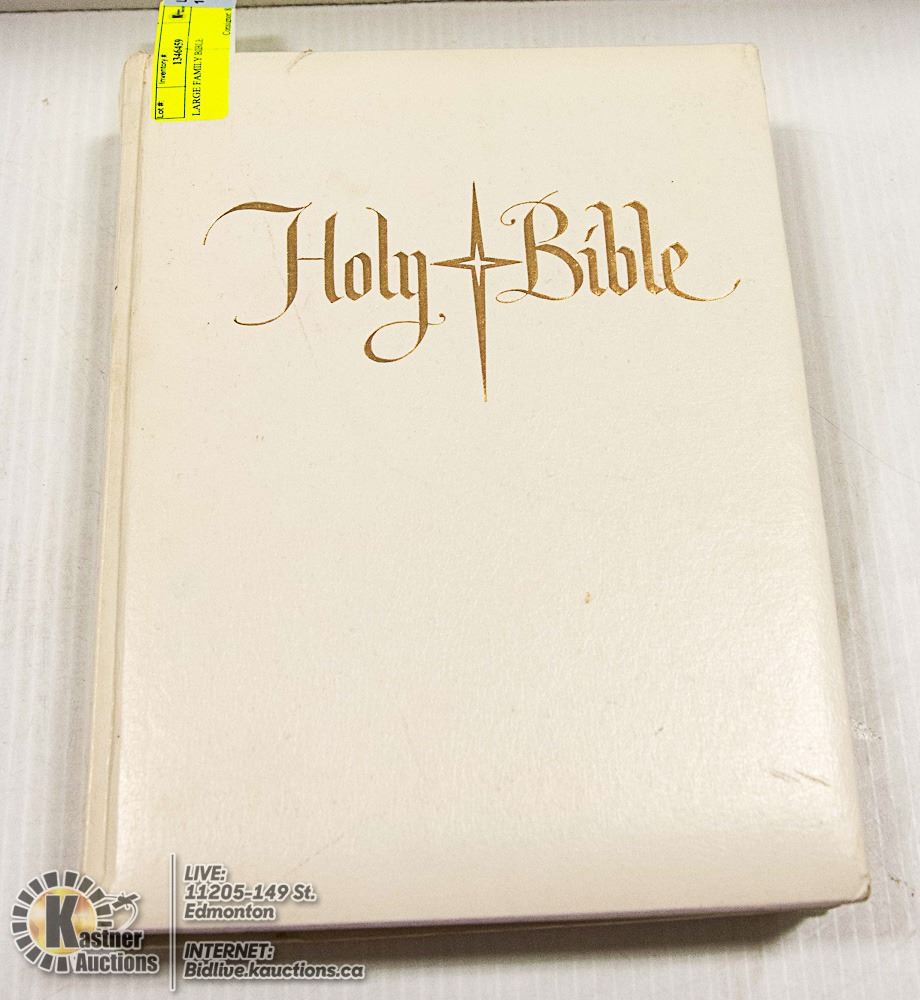 Lot #:
Inventory #:
1346459
LARGE FAMILY BIBLE
Holy Bible
Kastner
Auctions
LIVE:
11205-149 St.
Edmonton
INTERNET:
Bidlive.kauctions.ca